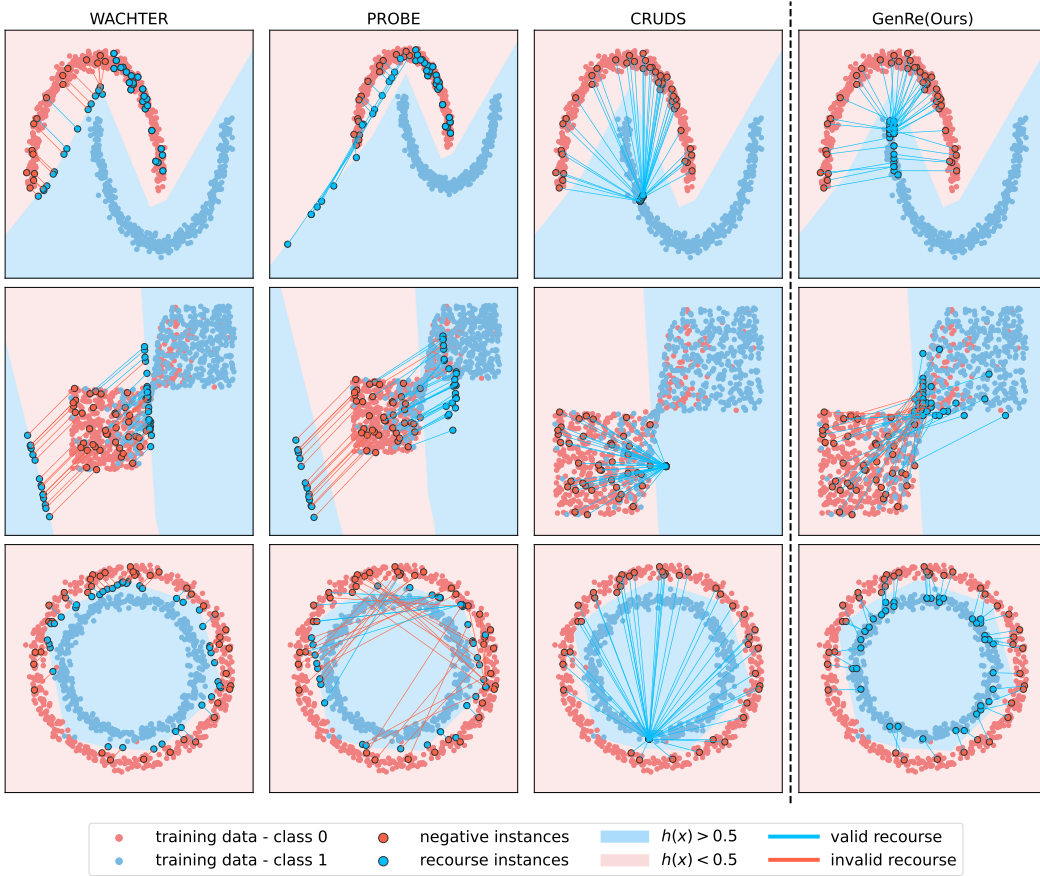 WACHTER PROBE CRUDS GenRe(Ours)
training data - class 0 negative instances h(x) > 0.5 valid recourse
training data - class 1 recourse instances h(x) < 0.5 invalid recourse